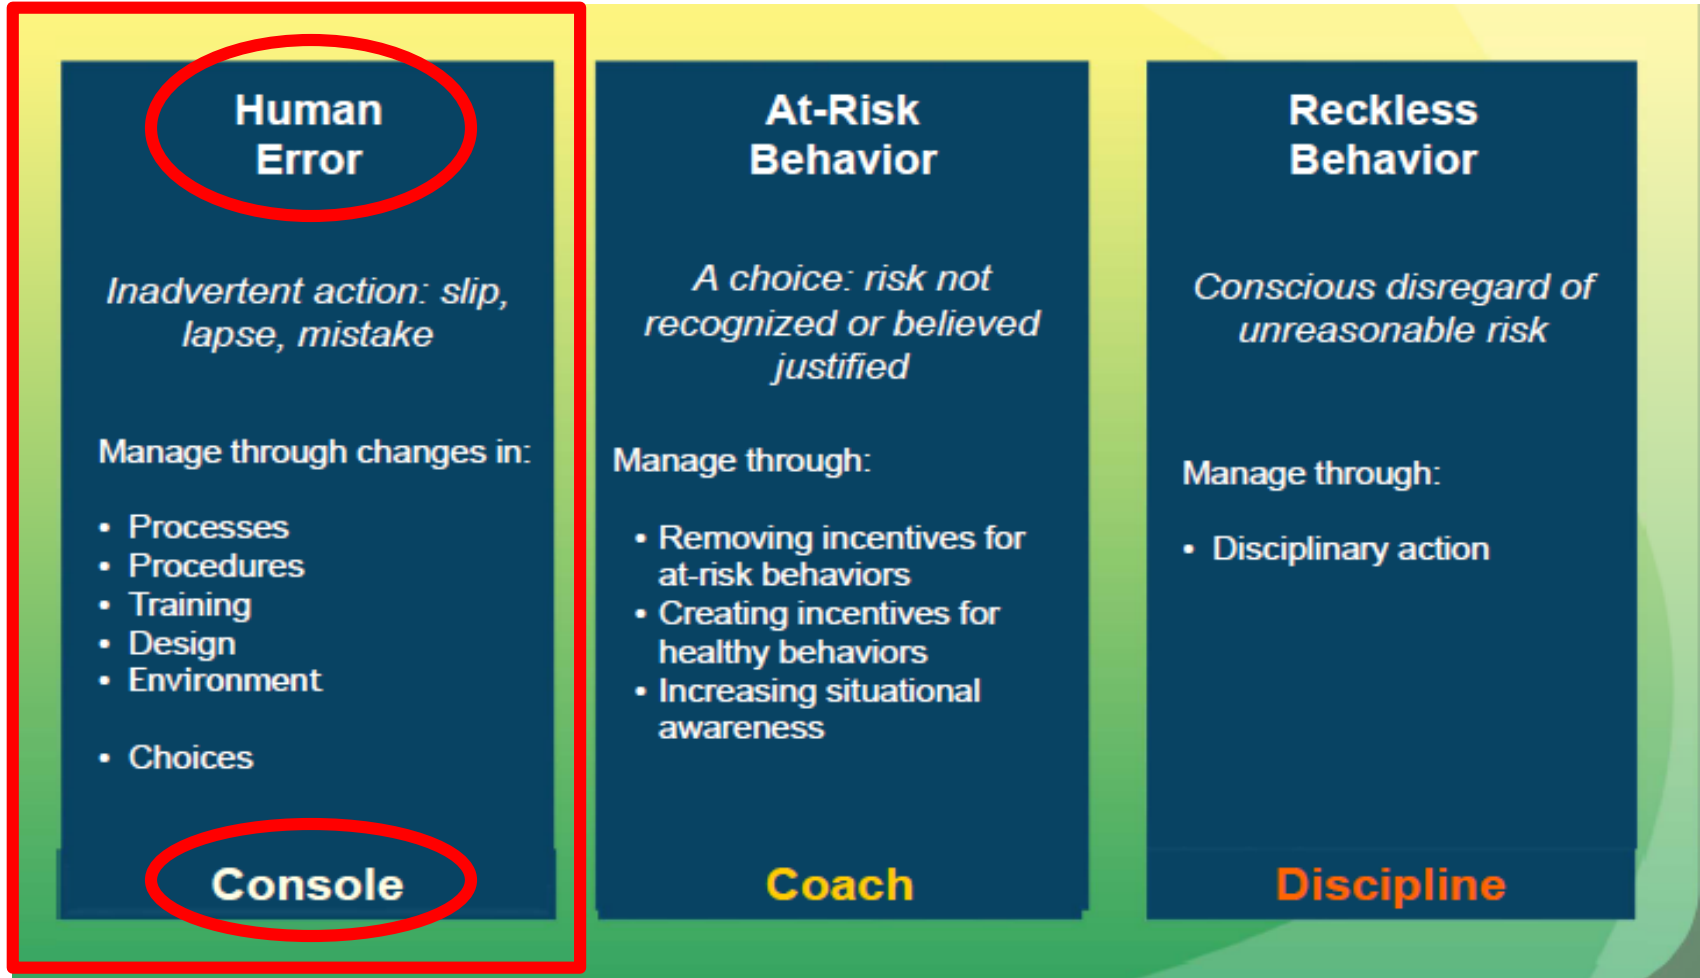 Human
Error
Inadvertent action: slip,
lapse, mistake
Manage through changes in:
• Processes
• Procedures
• Training
• Design
• Environment
• Choices
Console
At-Risk
Behavior
A choice: risk not
recognized or believed
justified
Manage through:
• Removing incentives for
at-risk behaviors
• Creating incentives for
healthy behaviors
• Increasing situational
awareness
Coach
Reckless
Behavior
Conscious disregard of
unreasonable risk
Manage through:
• Disciplinary action
Discipline